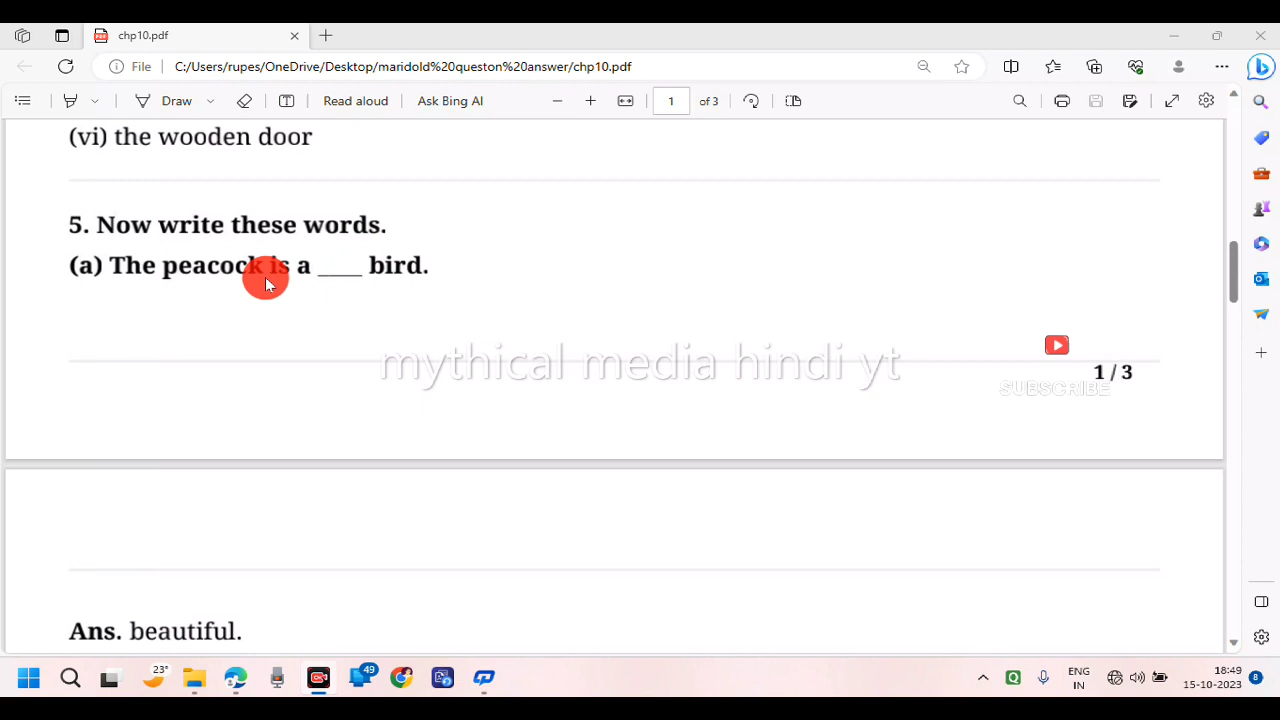 chp10.pdf
File
C:/Users/rupes/OneDrive/Desktop/maridold%20queston%20answer/chp10.pdf
Draw
Read aloud
Ask Bing AI
1
of 3
(vi) the wooden door
5. Now write these words.
(a) The peacock is a ____ bird.
mythical media hindi yt
SUBSCRIBE
1 / 3
Ans. beautiful.
23°
49
ENG
IN
18:49
15-10-2023
8